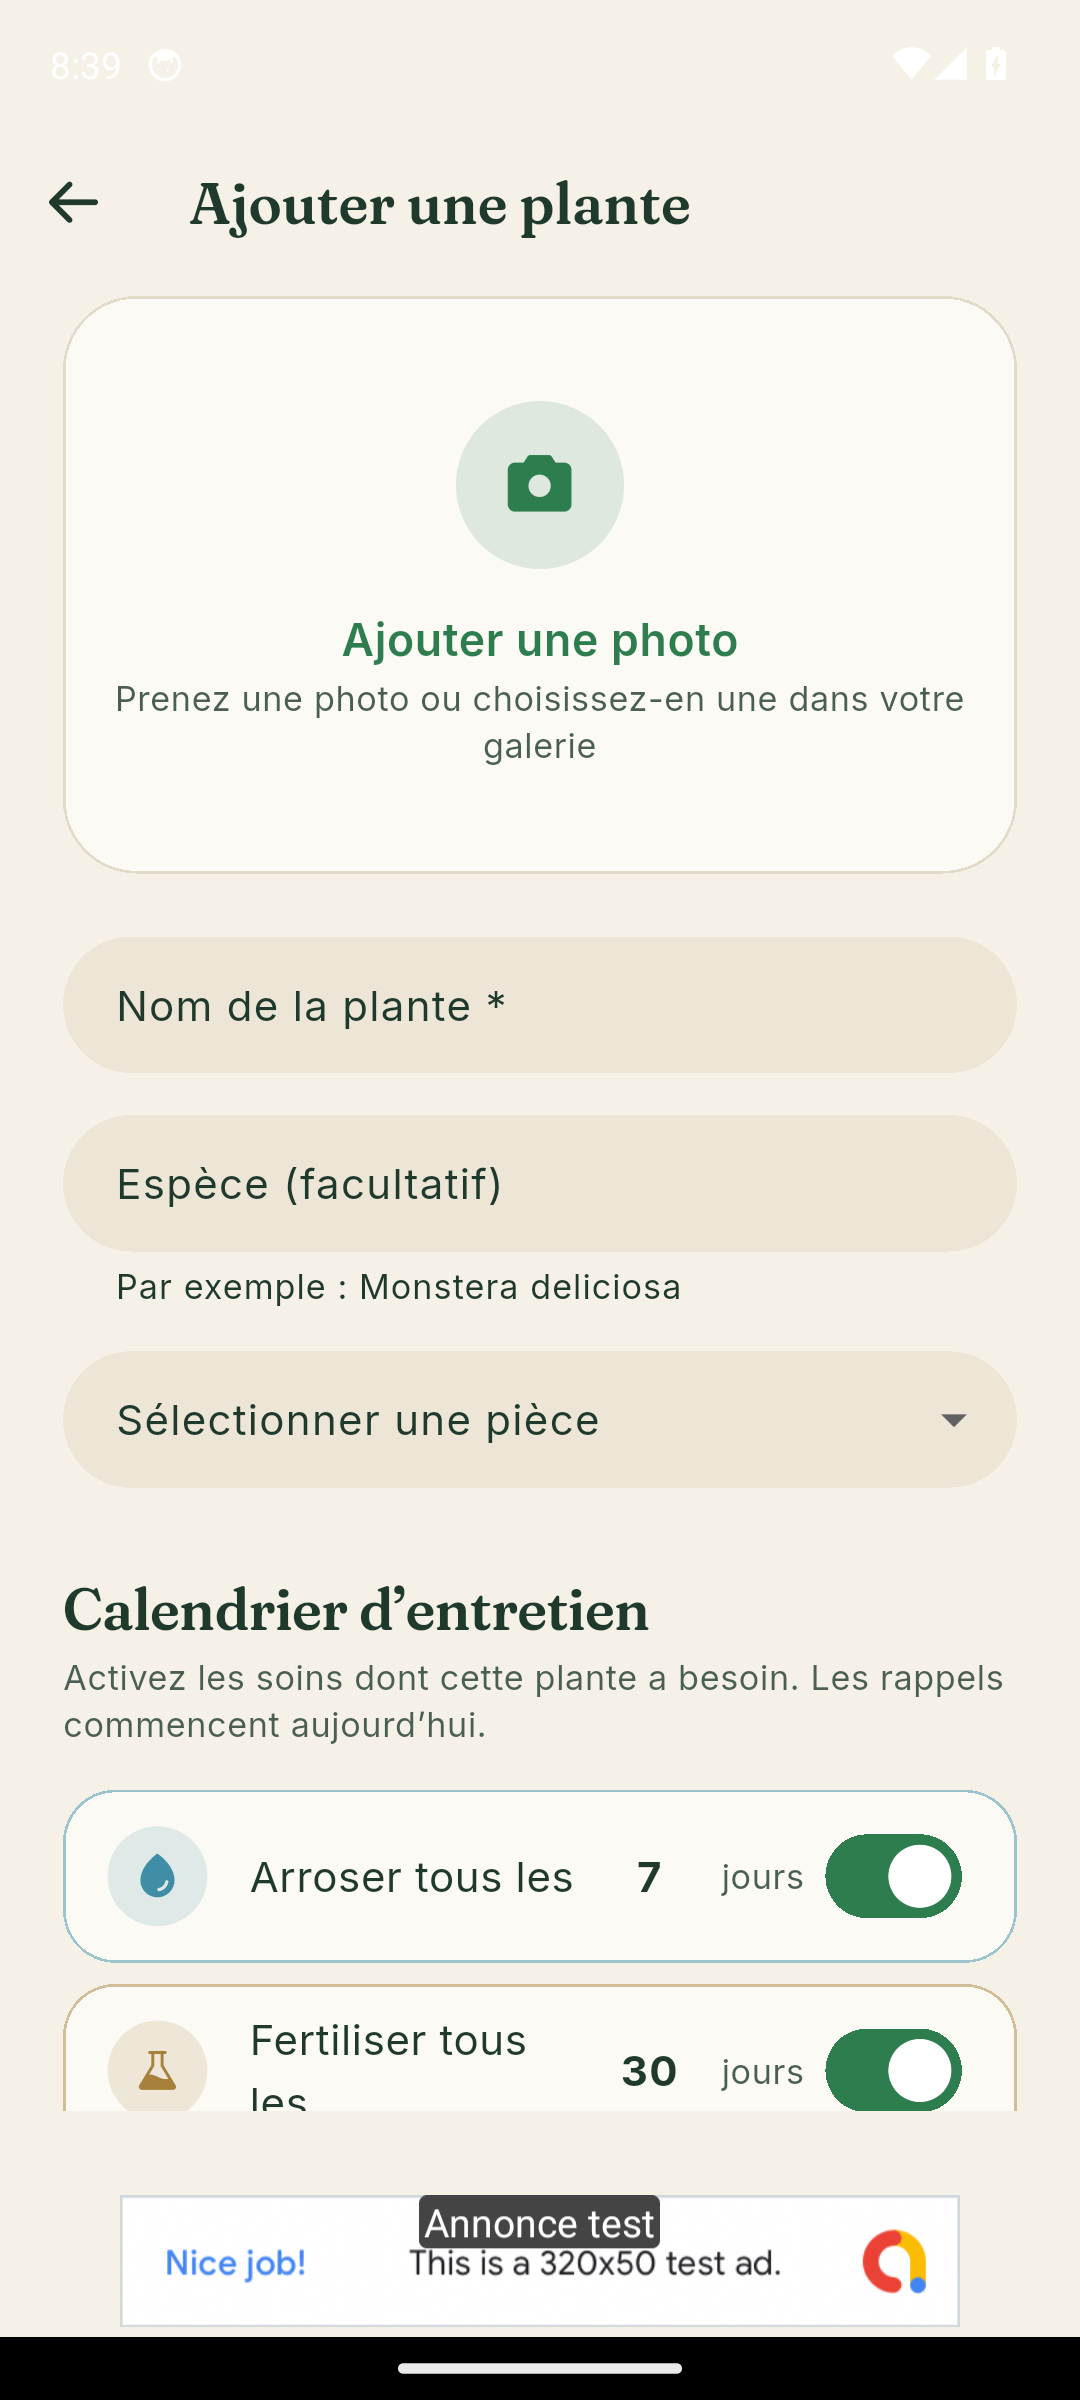 8:39
Ajouter une plante
Ajouter une photo
Prenez une photo ou choisissez-en une dans votre
galerie
Nom de la plante *
Espèce (facultatif)
Par exemple : Monstera deliciosa
Sélectionner une pièce
Calendrier d’entretien
Activez les soins dont cette plante a besoin. Les rappels
commencent aujourd’hui.
Arroser tous les 7 jours
Fertiliser tous
les 30 jours
Annonce test
Nice job! This is a 320x50 test ad.